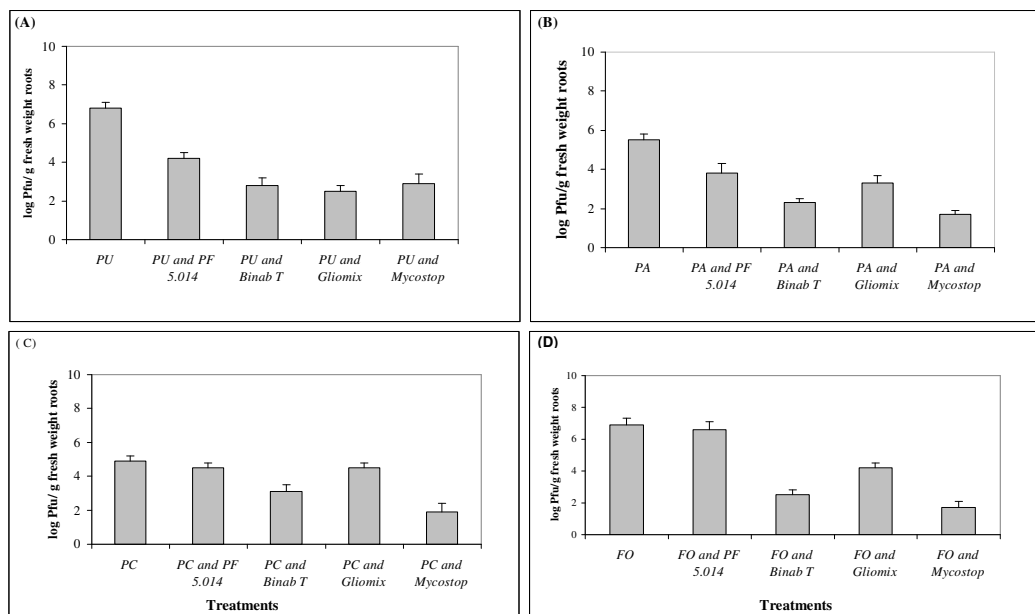 (A)
log Pfu/ g fresh weight roots
10
8
6
4
2
0
PU
PU and PF
5.014
PU and
Binab T
PU and
Gliomix
PU and
Mycostop
(B)
log Pfu/g fresh weight roots
10
8
6
4
2
0
PA
PA and PF
5.014
PA and
Binab T
PA and
Gliomix
PA and
Mycostop
( C)
log Pfu/ g fresh weight roots
10
8
6
4
2
0
PC
PC and PF
5.014
PC and
Binab T
PC and
Gliomix
PC and
Mycostop
Treatments
(D)
log Pfu/g fresh weight roots
10
8
6
4
2
0
FO
FO and PF
5.014
FO and
Binab T
FO and
Gliomix
FO and
Mycostop
Treatments